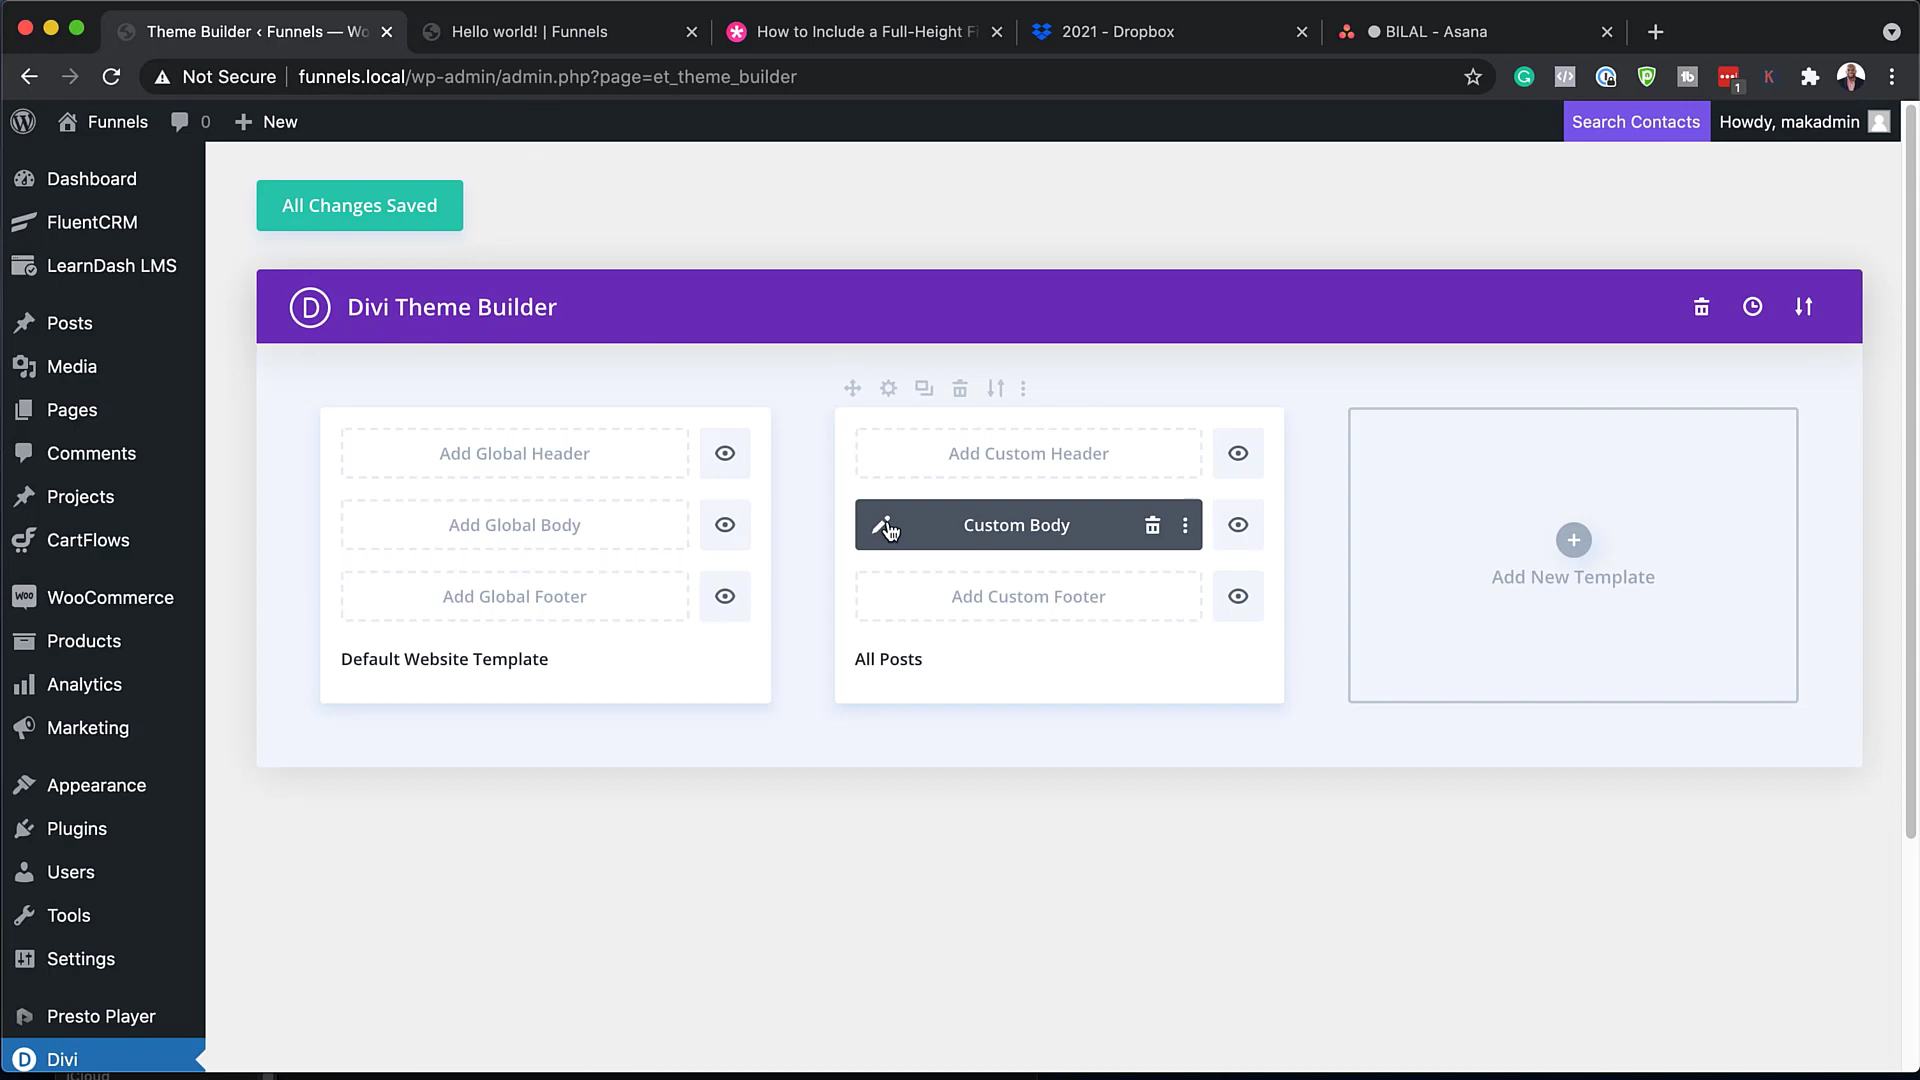 Theme Builder ‹ Funnels — Wo
Hello world! | Funnels
How to Include a Full-Height Fi
2021 - Dropbox
BILAL - Asana
Not Secure
funnels.local/wp-admin/admin.php?page=et_theme_builder
1
Funnels
0
New
Search Contacts
Howdy, makadmin
Dashboard
FluentCRM
LearnDash LMS
Posts
Media
Pages
Comments
Projects
CartFlows
WooCommerce
Products
Analytics
Marketing
Appearance
Plugins
Users
Tools
Settings
Presto Player
Divi
All Changes Saved
Divi Theme Builder
Add Global Header
Add Global Body
Add Global Footer
Default Website Template
Add Custom Header
Custom Body
Add Custom Footer
All Posts
Add New Template
iCloud